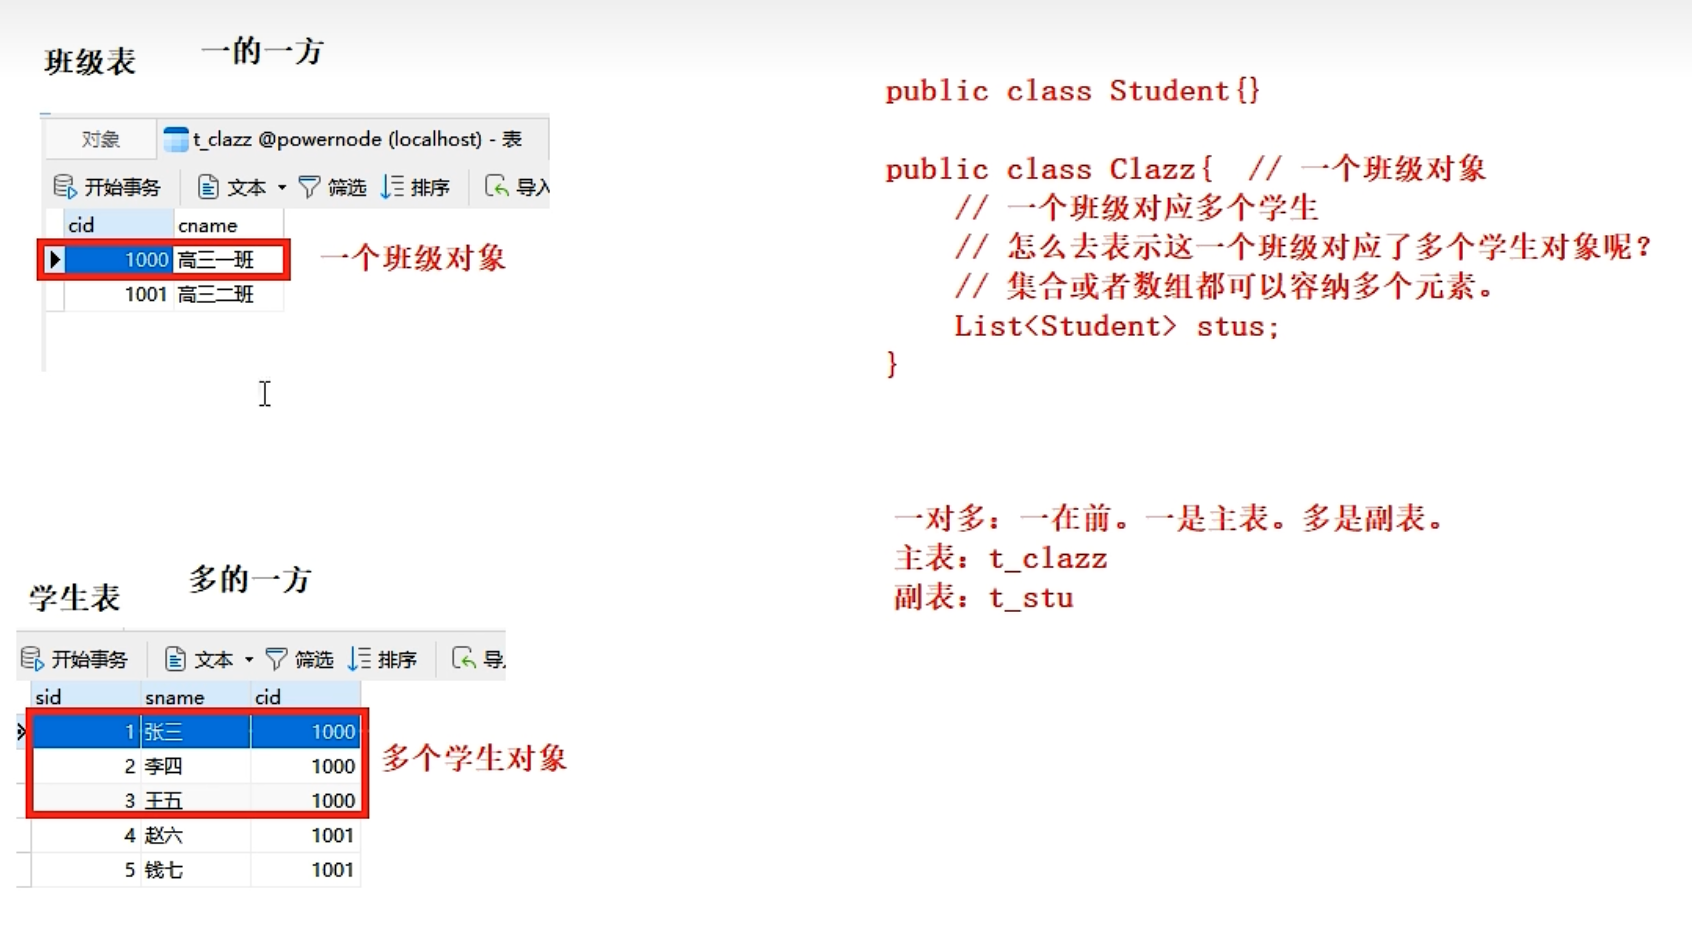 班级表
一的一方
对象
t_clazz @powernode (localhost) - 表
开始事务 文本 筛选 排序 导入
cid cname
1000 高三一班
一个班级对象
1001 高三二班
学生表
多的一方
开始事务 文本 筛选 排序 导
sid sname cid
1 张三 1000
2 李四 1000
3 王五 1000
多个学生对象
4 赵六 1001
5 钱七 1001
public class Student{}
public class Clazz{ // 一个班级对象
// 一个班级对应多个学生
// 怎么去表示这一个班级对应了多个学生对象呢?
// 集合或者数组都可以容纳多个元素。
List<Student> stus;
}
一对多：一在前。一是主表。多是副表。
主表：t_clazz
副表：t_stu